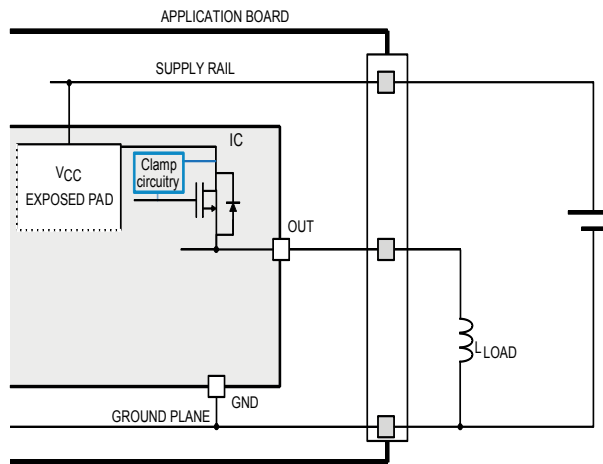 APPLICATION BOARD
SUPPLY RAIL
IC
VCC
EXPOSED PAD
Clamp
circuitry
OUT
LLOAD
GND
GROUND PLANE